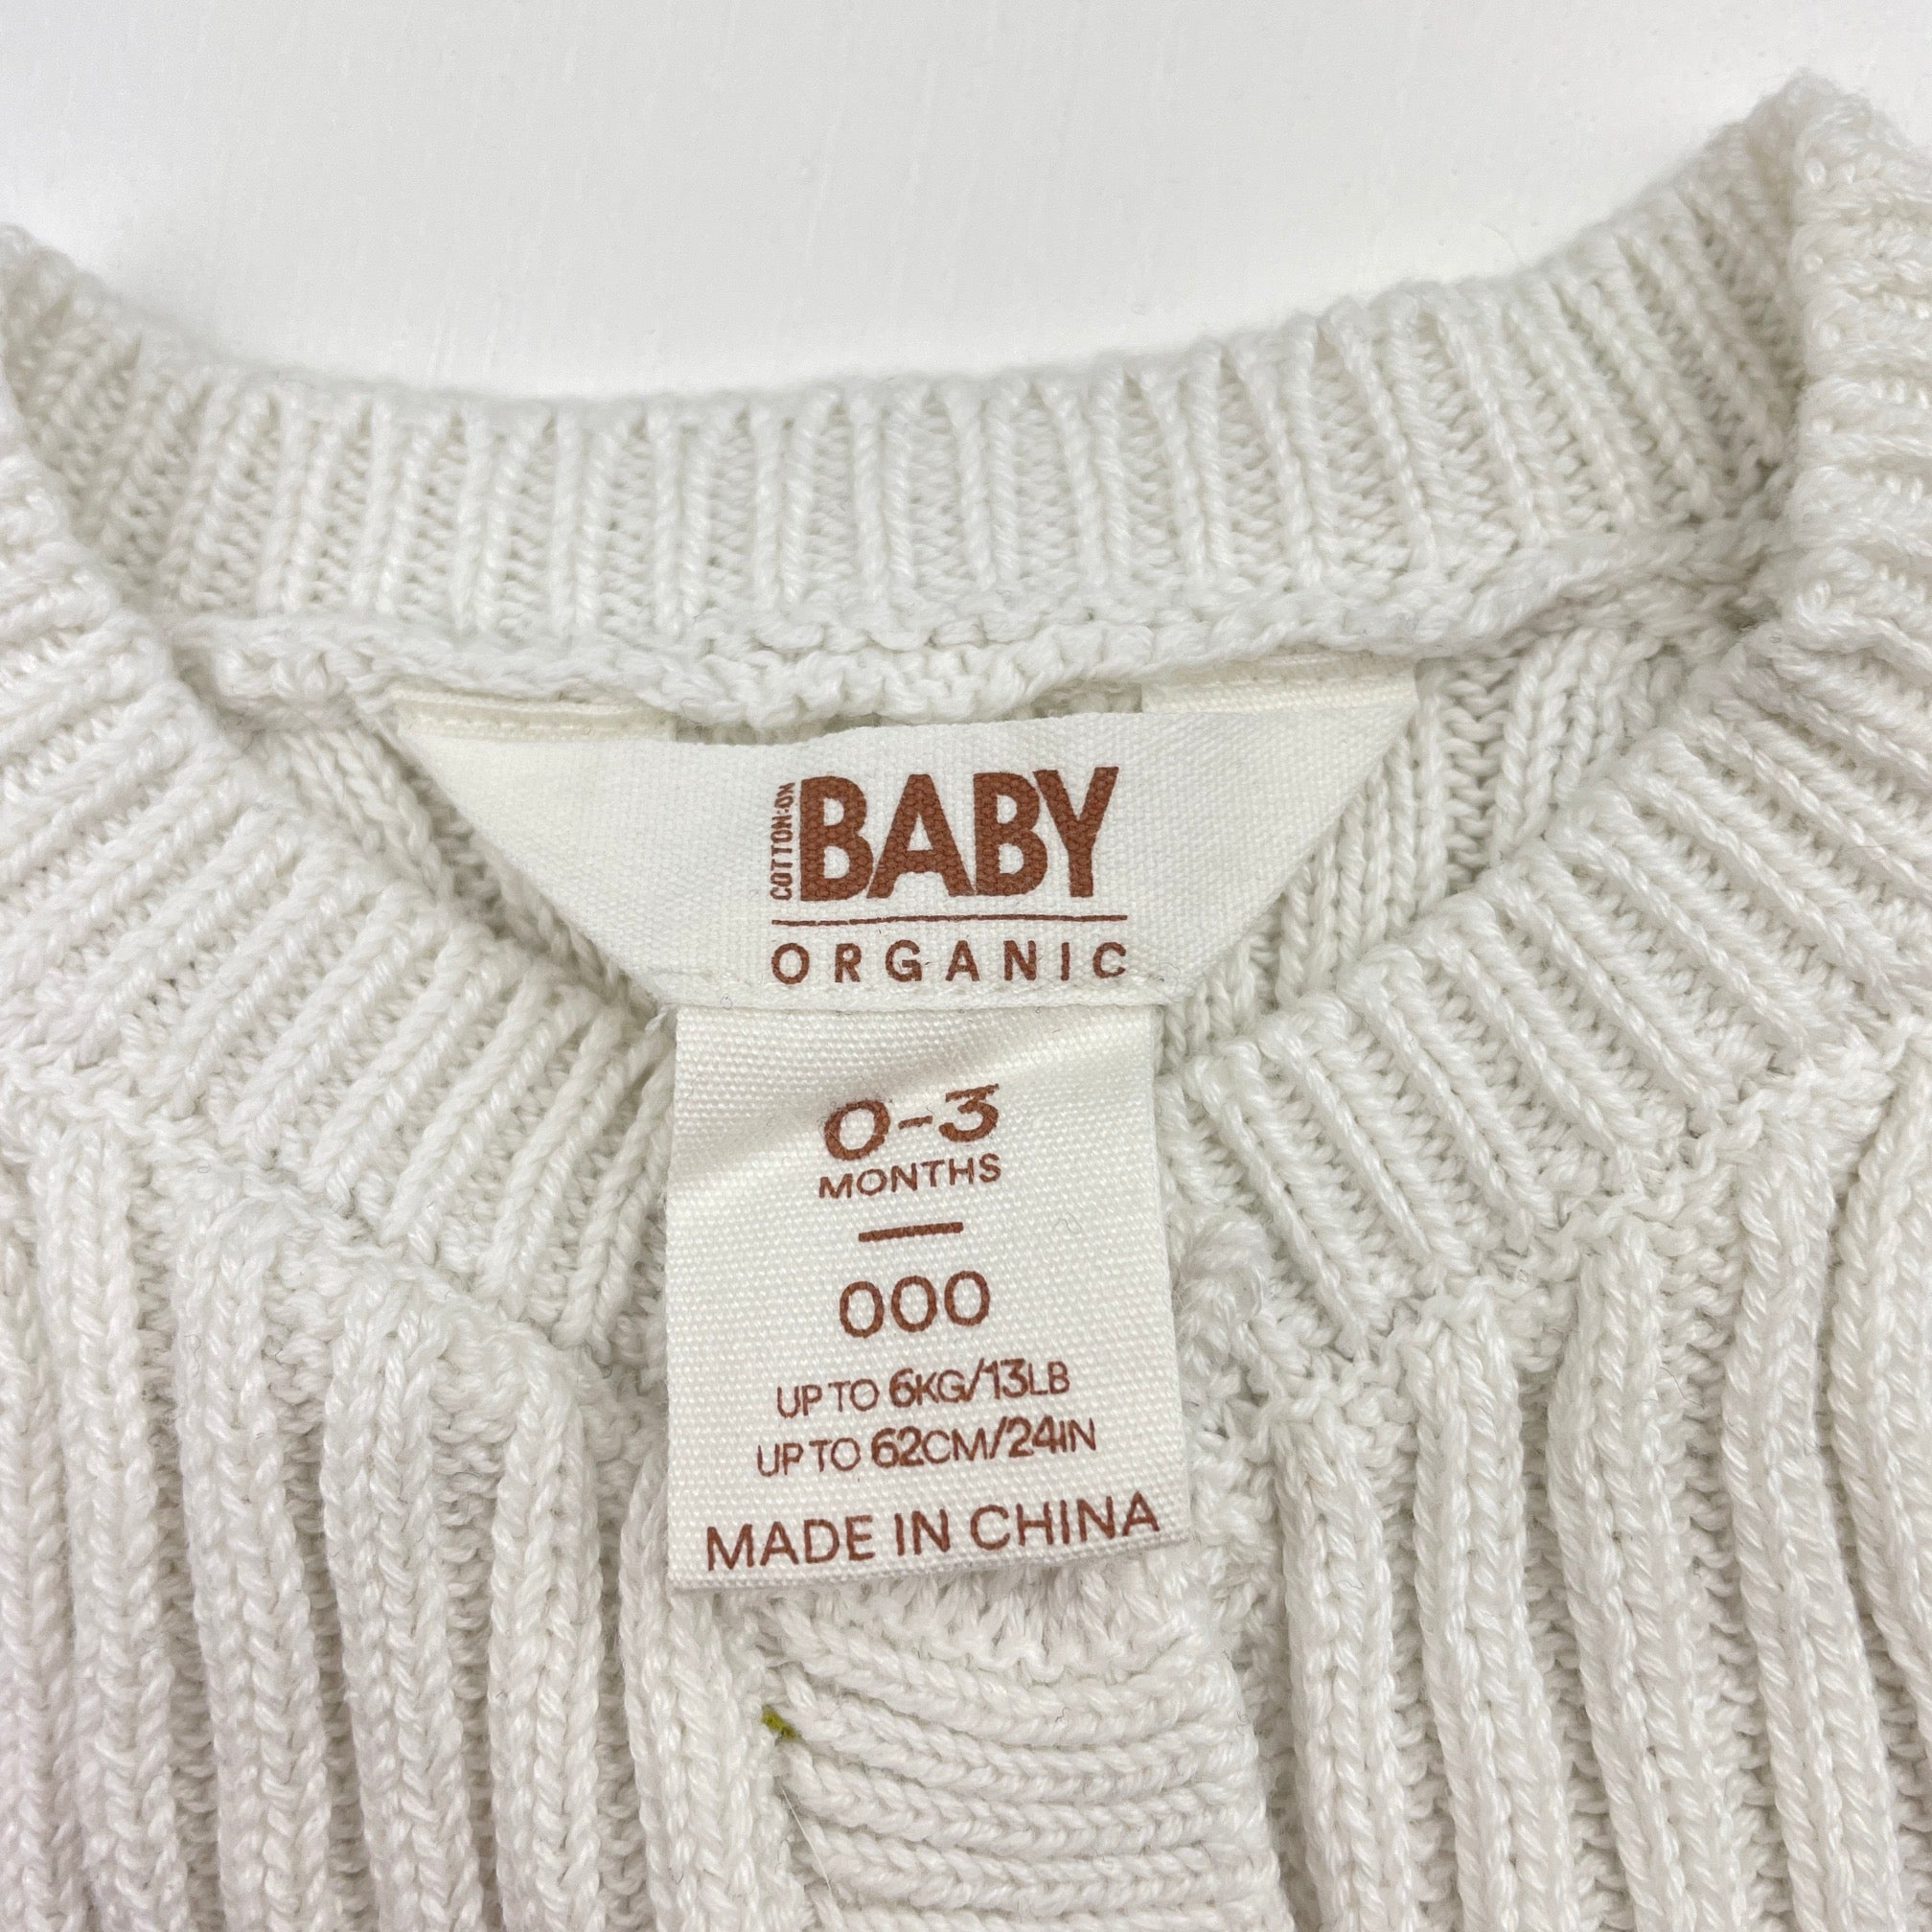 COTTON:ON
BABY
ORGANIC
0-3
MONTHS
000
UP TO 6KG/13LB
UP TO 62CM/24IN
MADE IN CHINA